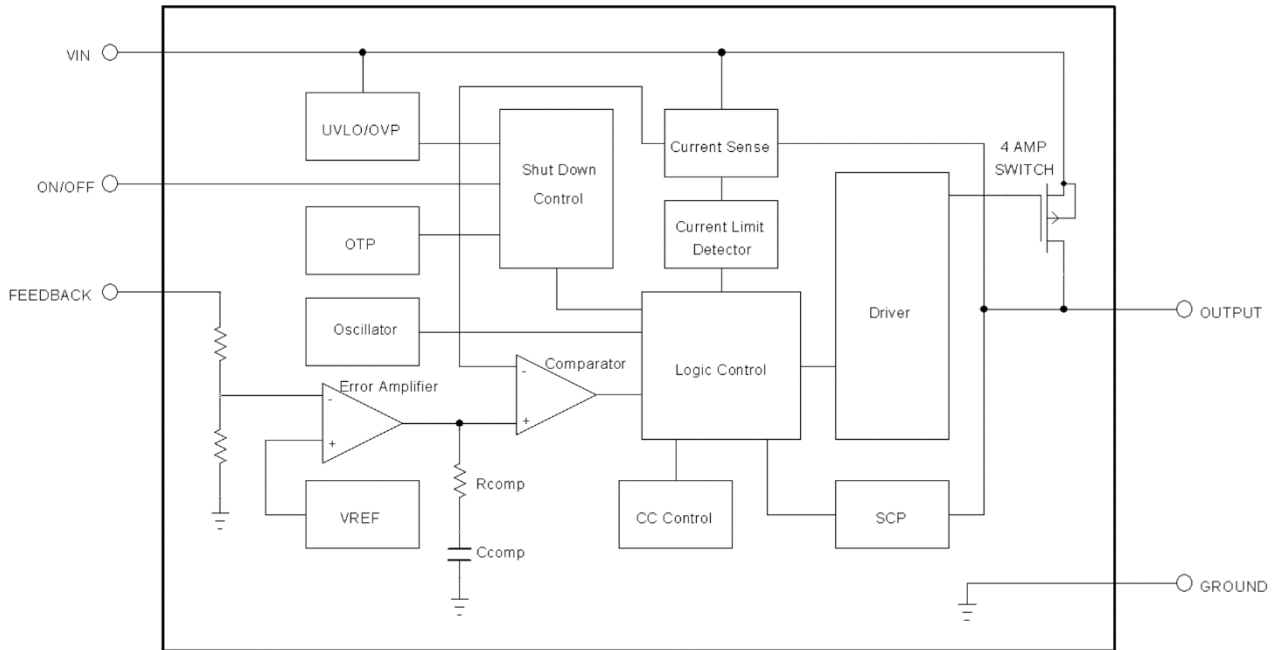 VIN
UVLO/OVP
Current Sense
4 AMP
SWITCH
Shut Down
Control
ON/OFF
OTP
Current Limit
Detector
FEEDBACK
Oscillator
Driver
OUTPUT
Comparator
-
+
Logic Control
Error Amplifier
-
+
Rcomp
VREF
CC Control
SCP
Ccomp
GROUND